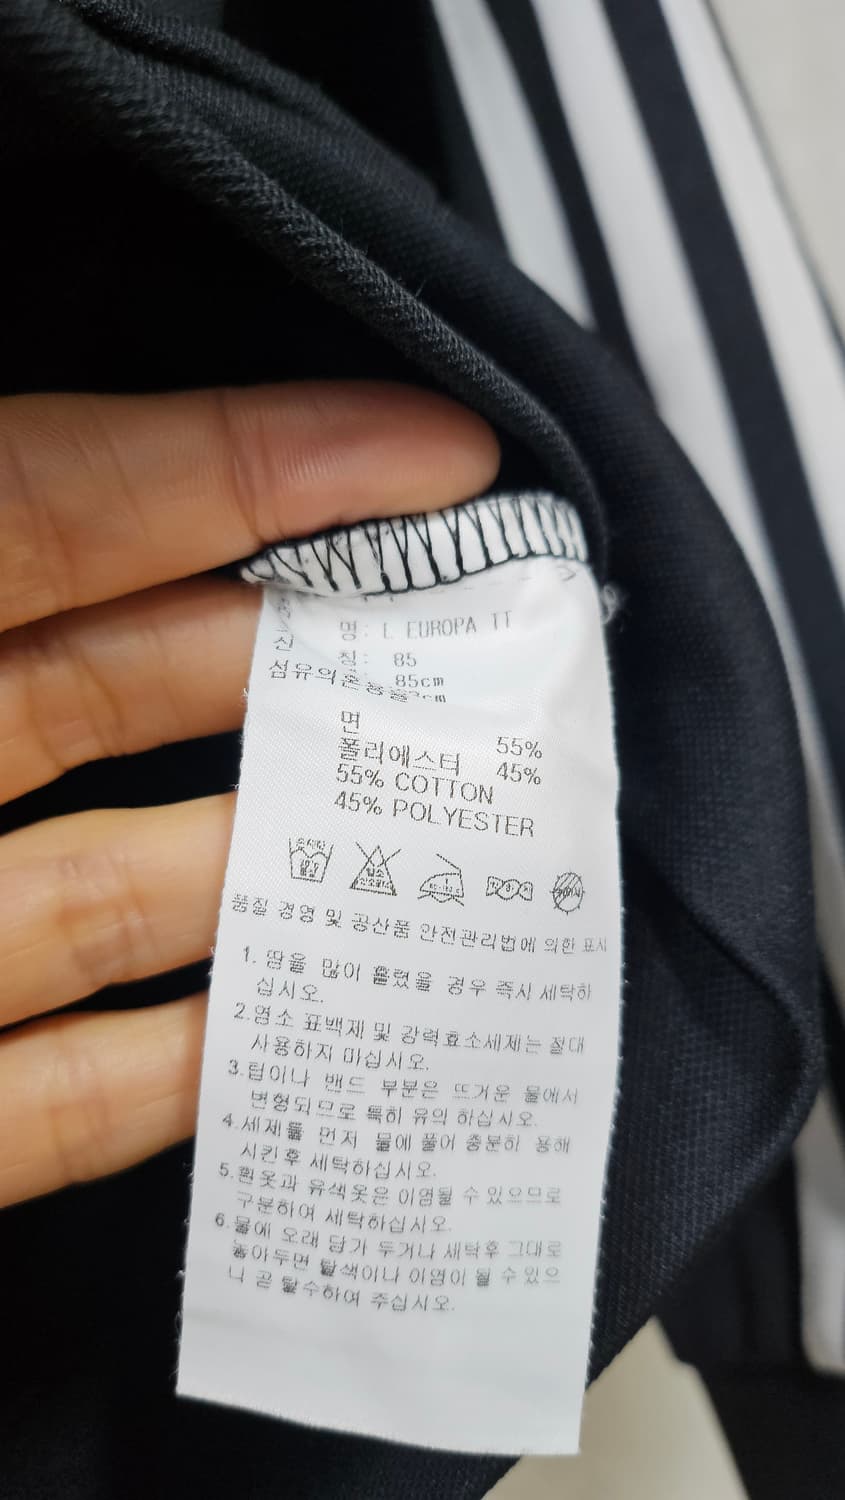 명: L EUROPA TT
칭: 85
신 85cm
섬유의혼용율
면 55%
폴리에스터 45%
55% COTTON
45% POLYESTER
품질 경영 및 공산품 안전관리법에 의한 표시
1. 땀을 많이 흘렸을 경우 즉시 세탁하
십시오.
2.염소 표백제 및 강력효소세제는 절대
사용하지 마십시오.
3.립이나 밴드 부분은 뜨거운 물에서
변형되므로 특히 유의 하십시오.
4.세제를 먼저 물에 풀어 충분히 용해
시킨후 세탁하십시오.
5.흰옷과 유색옷은 이염될 수 있으므로
구분하여 세탁하십시오.
6.물에 오래 담가 두거나 세탁후 그대로
놓아두면 탈색이나 이염이 될 수 있으
니 곧 탈수하여 주십시오.